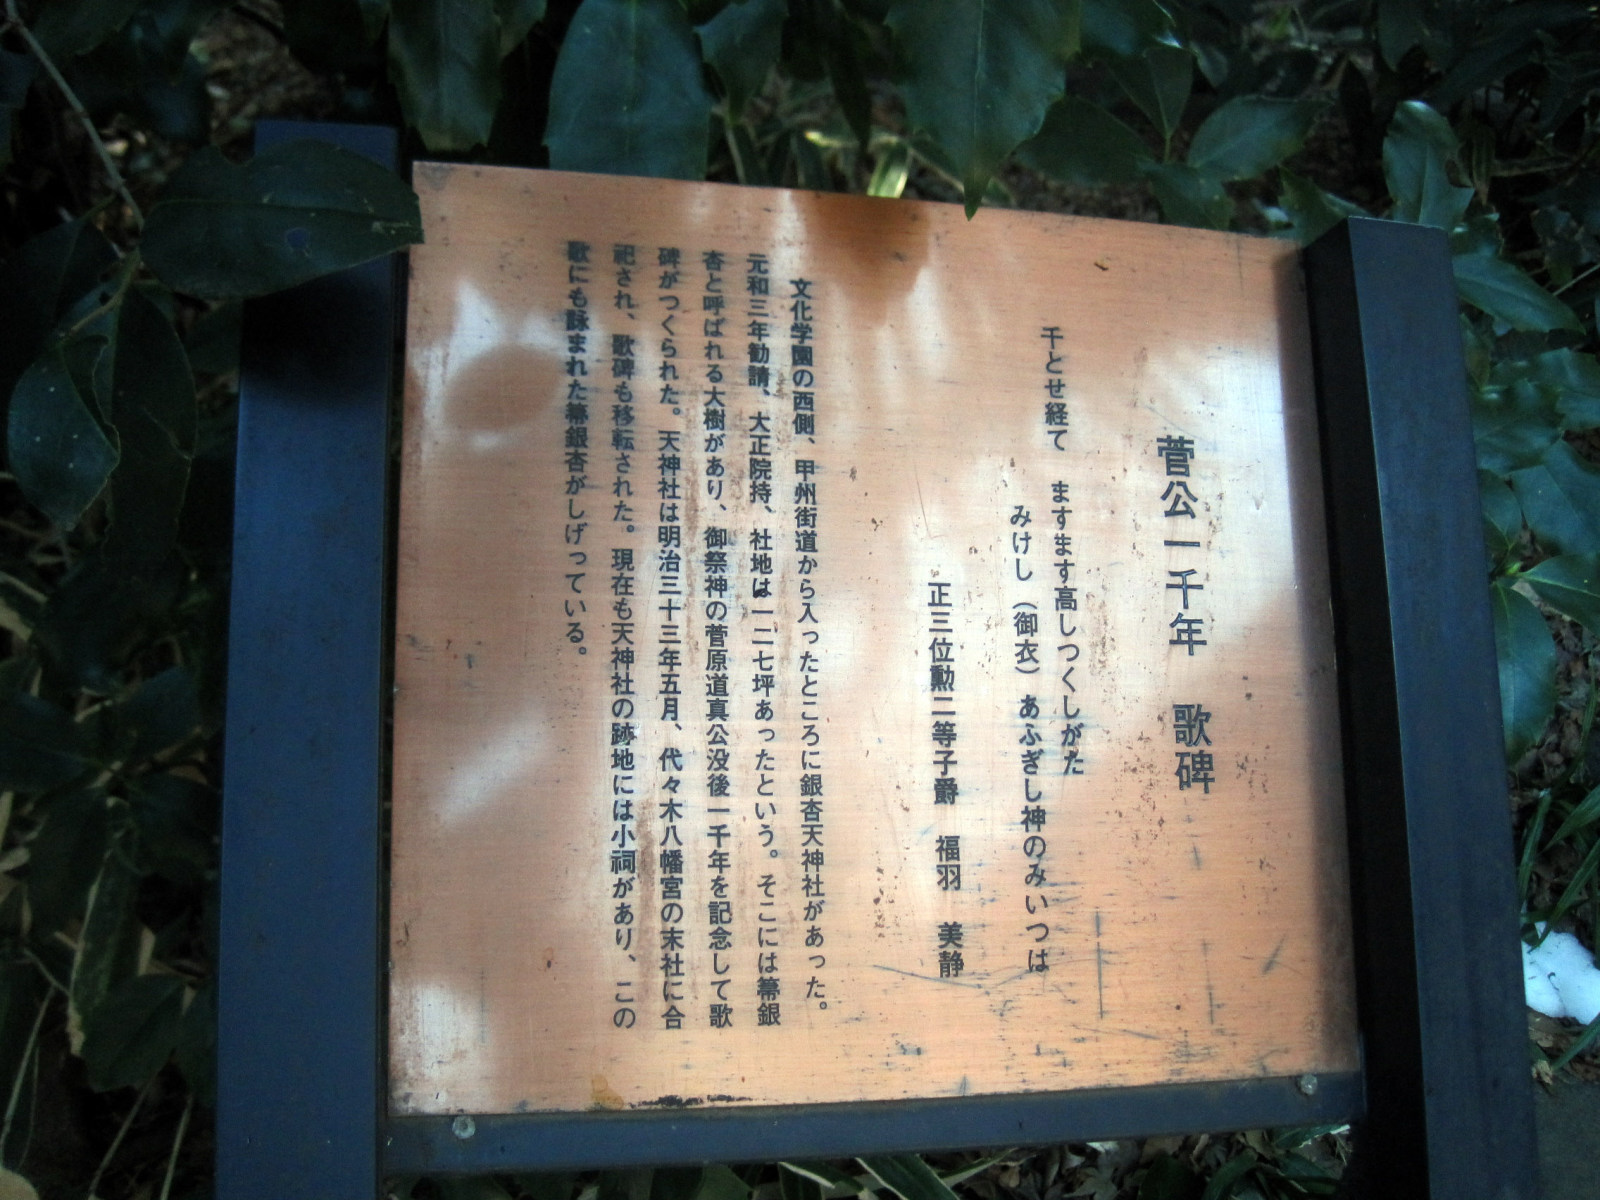 菅公一千年　歌碑
千とせ経て　ますます高しつくしがた
みけし（御衣）あふぎし神のみいつは
正三位勲二等子爵　福羽　美静
文化学園の西側、甲州街道から入ったところに銀杏天神社があった。
元和三年勧請、大正院持、社地は一二七坪あったという。そこには箒銀
杏と呼ばれる大樹があり、御祭神の菅原道真公没後一千年を記念して歌
碑がつくられた。天神社は明治三十三年五月、代々木八幡宮の末社に合
祀され、歌碑も移転された。現在も天神社の跡地には小祠があり、この
歌にも詠まれた箒銀杏がしげっている。